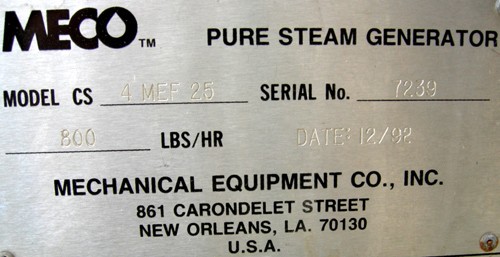 MECO™ PURE STEAM GENERATOR
MODEL CS 4 MEF 25 SERIAL No. 7239
800 LBS/HR DATE: 12/92
MECHANICAL EQUIPMENT CO., INC.
861 CARONDELET STREET
NEW ORLEANS, LA. 70130
U.S.A.